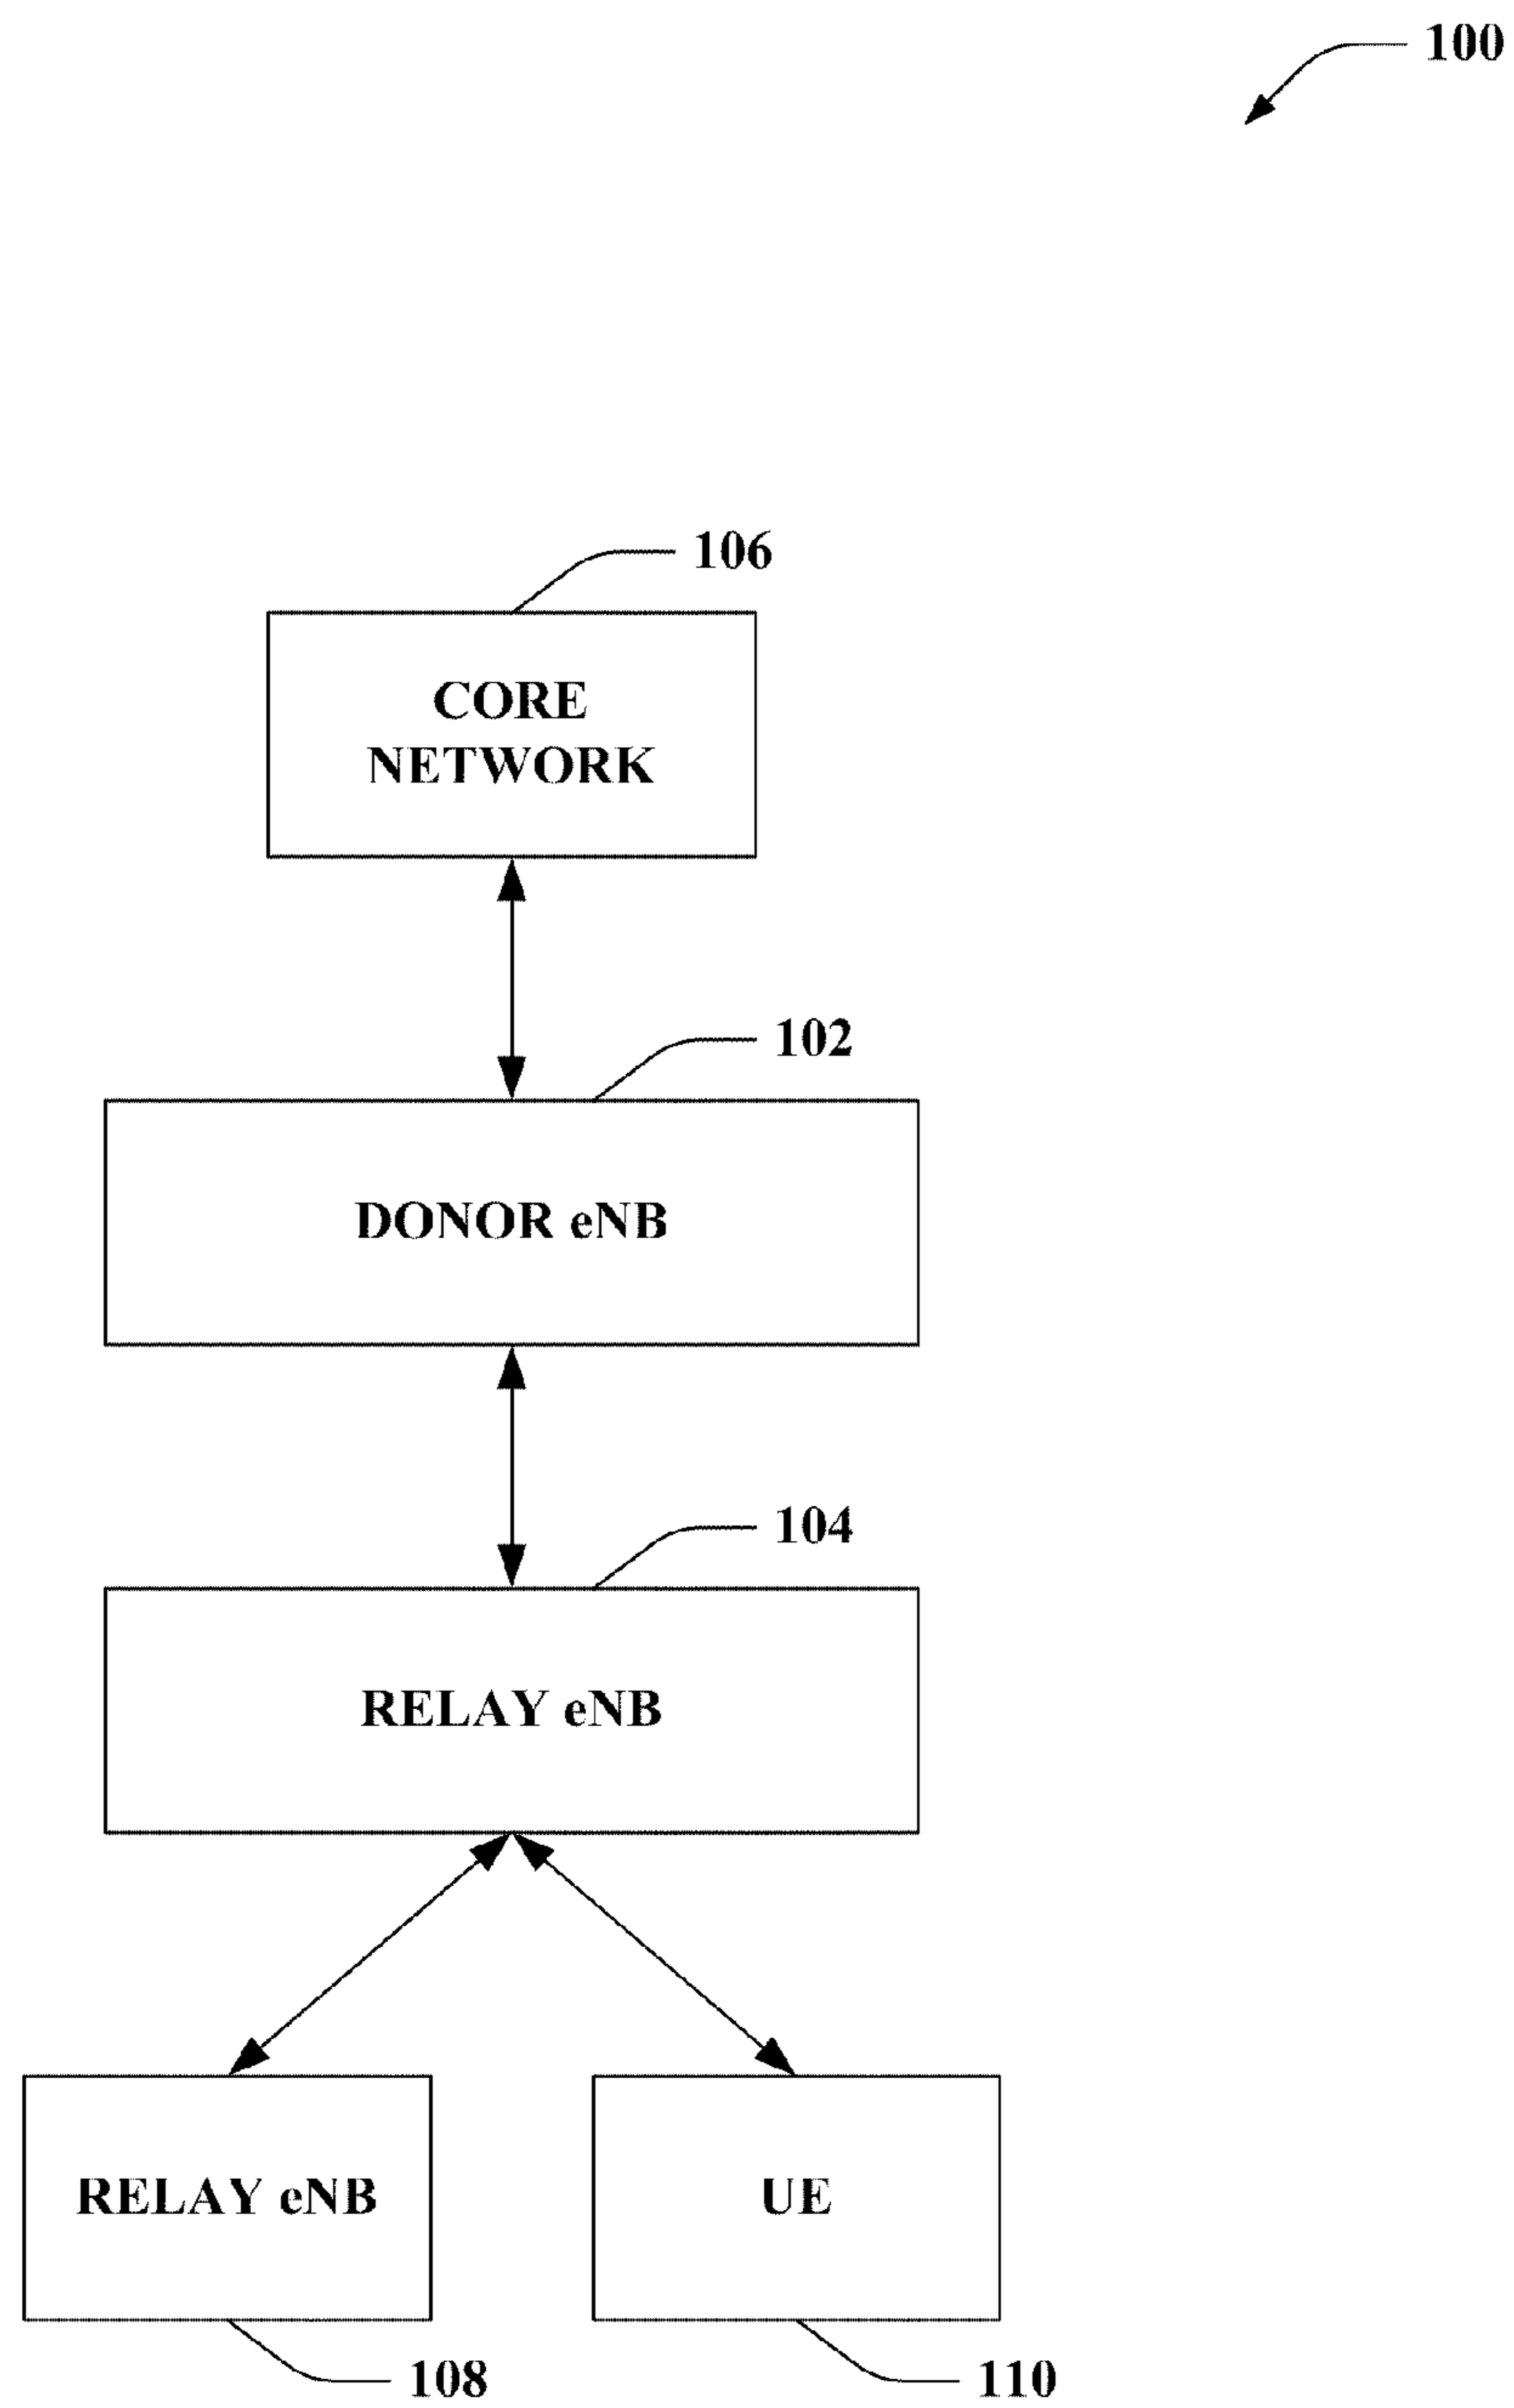 100
106
CORE
NETWORK
102
DONOR eNB
104
RELAY eNB
RELAY eNB
UE
108
110